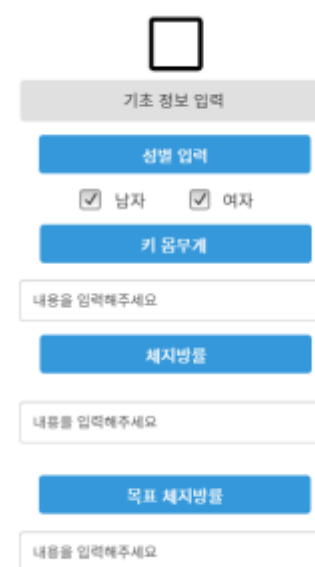 기초 정보 입력
성별 입력
남자 여자
키 몸무게
내용을 입력해주세요
체지방률
내용을 입력해주세요
목표 체지방률
내용을 입력해주세요